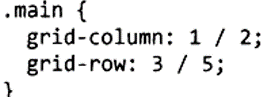 .main {
  grid-column: 1 / 2;
  grid-row: 3 / 5;
}